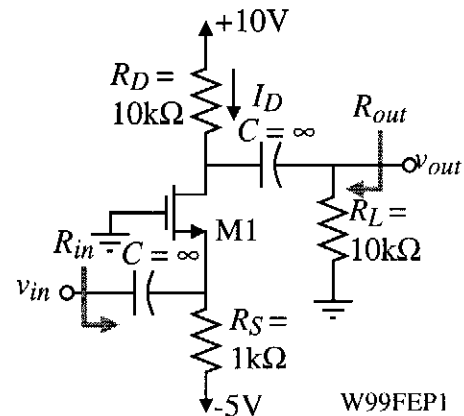 +10V
R_D =
10kΩ
I_D
C = ∞
R_out
v_out
R_L =
10kΩ
M1
R_in
C = ∞
v_in
R_S =
1kΩ
-5V
W99FEP1